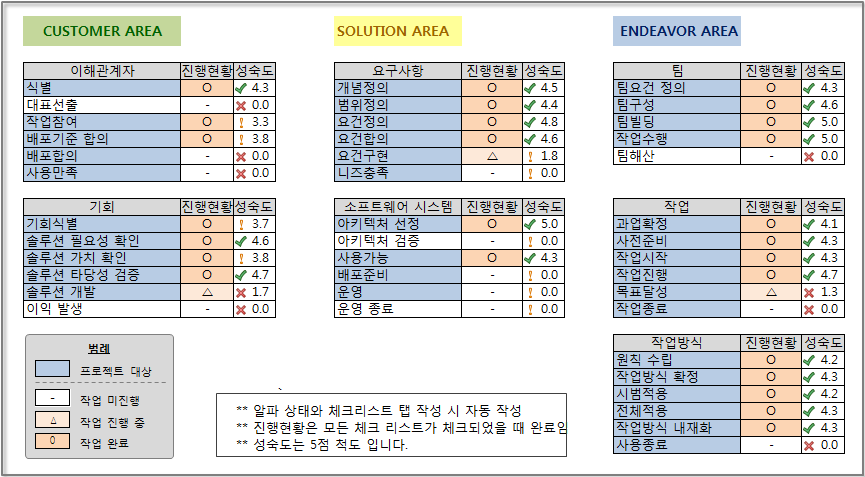 CUSTOMER AREA
SOLUTION AREA
ENDEAVOR AREA
이해관계자 진행현황 성숙도
식별 O 4.3
대표선출 - 0.0
작업참여 O 3.3
배포기준 합의 O 3.8
배포합의 - 0.0
사용만족 - 0.0
요구사항 진행현황 성숙도
개념정의 O 4.5
범위정의 O 4.4
요건정의 O 4.8
요건합의 O 4.6
요건구현 △ 1.8
니즈충족 - 0.0
팀 진행현황 성숙도
팀요건 정의 O 4.3
팀구성 O 4.6
팀빌딩 O 5.0
작업수행 O 5.0
팀해산 - 0.0
기회 진행현황 성숙도
기회식별 O 3.7
솔루션 필요성 확인 O 4.6
솔루션 가치 확인 O 3.8
솔루션 타당성 검증 O 4.7
솔루션 개발 △ 1.7
이익 발생 - 0.0
소프트웨어 시스템 진행현황 성숙도
아키텍처 선정 O 5.0
아키텍처 검증 - 0.0
사용가능 O 4.3
배포준비 - 0.0
운영 - 0.0
운영 종료 - 0.0
작업 진행현황 성숙도
과업확정 O 4.1
사전준비 O 4.3
작업시작 O 4.3
작업진행 O 4.7
목표달성 △ 1.3
작업종료 - 0.0
범례
프로젝트 대상
- 작업 미진행
△ 작업 진행 중
O 작업 완료
** 알파 상태와 체크리스트 탭 작성 시 자동 작성
** 진행현황은 모든 체크 리스트가 체크되었을 때 완료임
** 성숙도는 5점 척도 입니다.
작업방식 진행현황 성숙도
원칙 수립 O 4.2
작업방식 확정 O 4.3
시범적용 O 4.2
전체적용 O 4.3
작업방식 내재화 O 4.3
사용종료 - 0.0